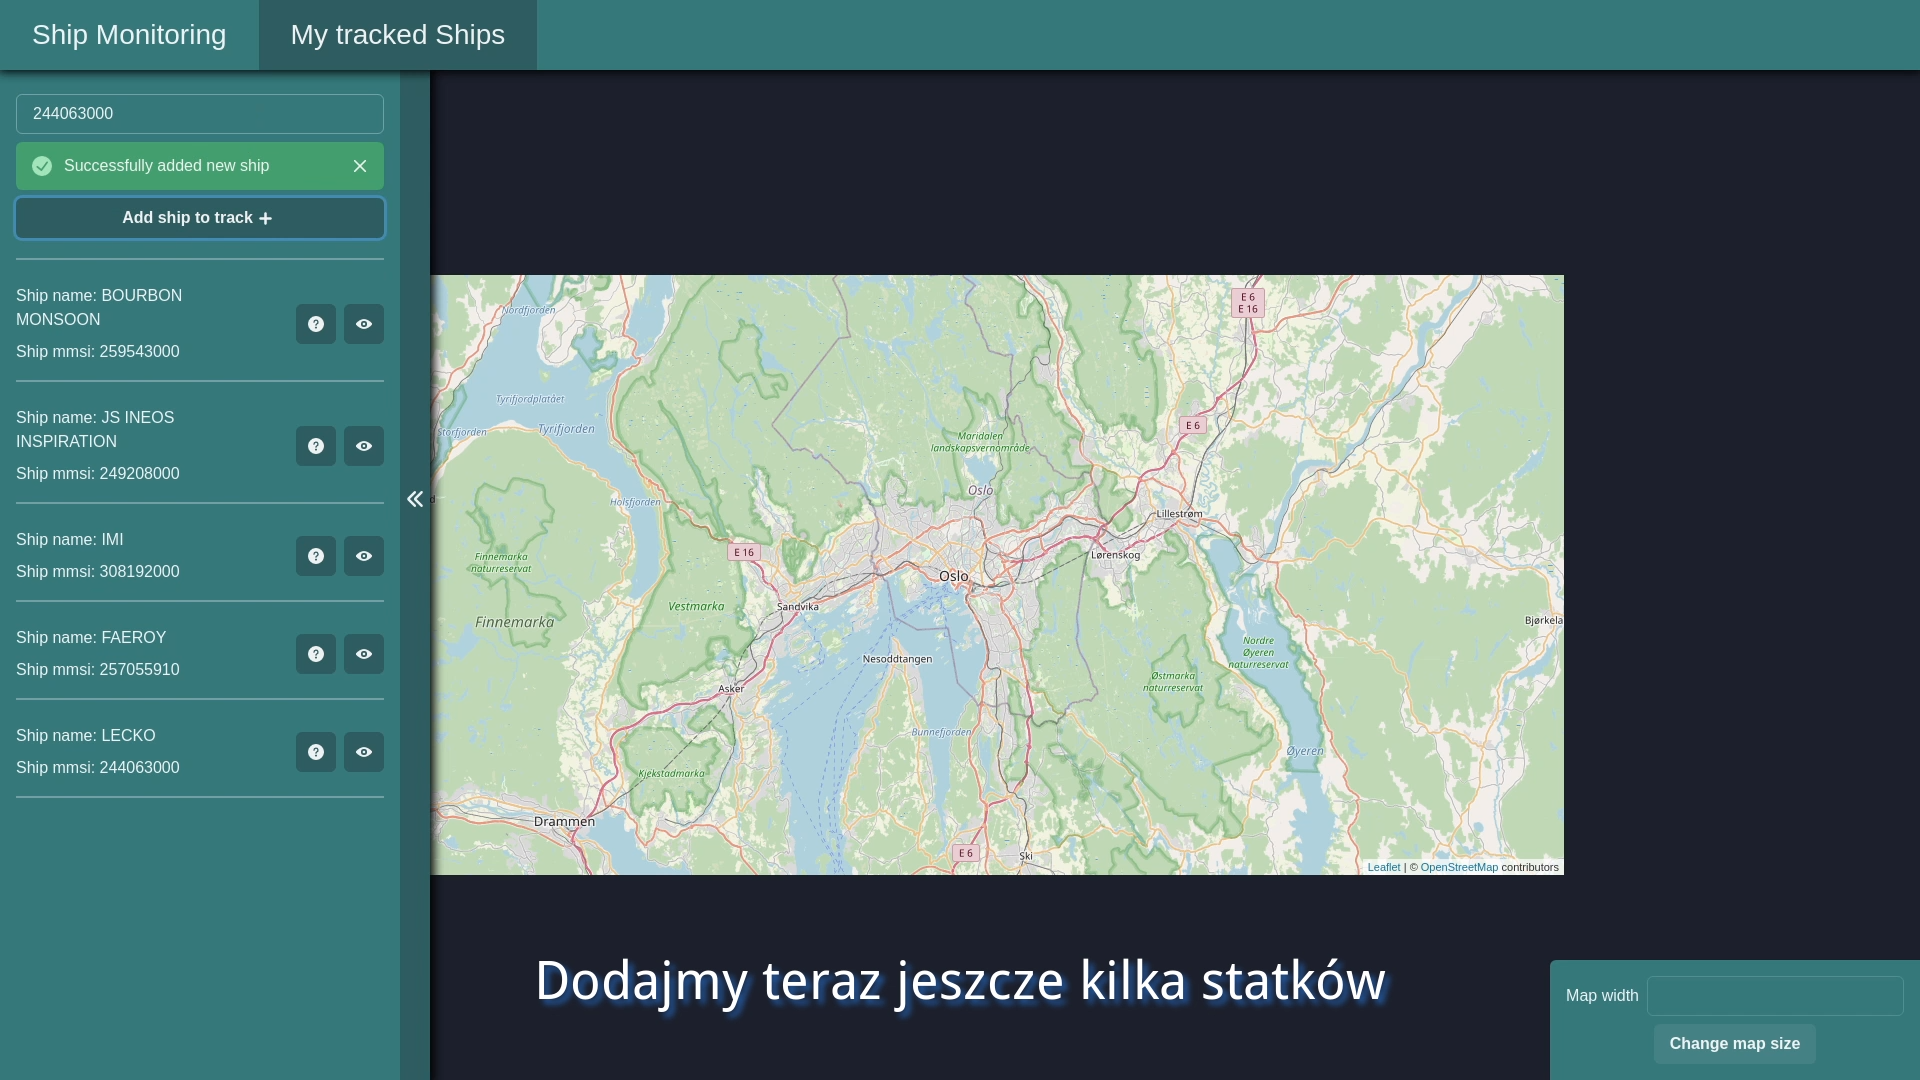 Ship Monitoring
My tracked Ships
244063000
Successfully added new ship
Add ship to track
Ship name: BOURBON
MONSOON
Ship mmsi: 259543000
Ship name: JS INEOS
INSPIRATION
Ship mmsi: 249208000
Ship name: IMI
Ship mmsi: 308192000
Ship name: FAEROY
Ship mmsi: 257055910
Ship name: LECKO
Ship mmsi: 244063000
Nordfjorden
E 6
E 16
Tyrifjordplatået
Storfjorden
Tyrifjorden
E 6
Maridalen
landskapsvernområde
Oslo
Holsfjorden
Lillestrøm
E 16
Lørenskog
Finnemarka
naturreservat
Oslo
Vestmarka
Sandvika
Finnemarka
Bjørkela
Nordre
Øyeren
naturreservat
Nesoddtangen
Østmarka
naturreservat
Asker
Bunnefjorden
Øyeren
Kjekstadmarka
Drammen
E 6
Ski
Leaflet | © OpenStreetMap contributors
Dodajmy teraz jeszcze kilka statków
Map width
Change map size